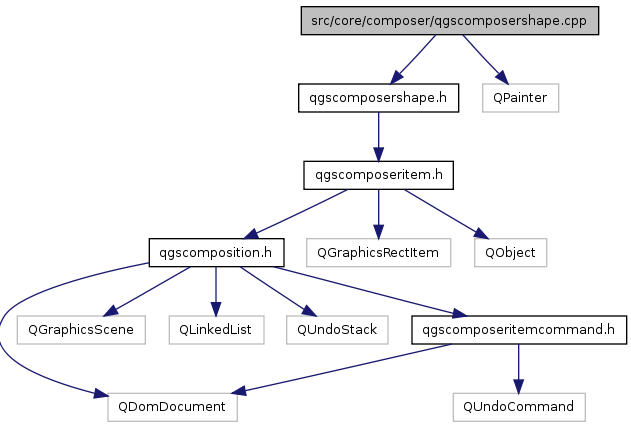 src/core/composer/qgscomposershape.cpp
qgscomposershape.h
QPainter
qgscomposeritem.h
qgscomposition.h
QGraphicsRectItem
QObject
QGraphicsScene
QLinkedList
QUndoStack
qgscomposeritemcommand.h
QDomDocument
QUndoCommand